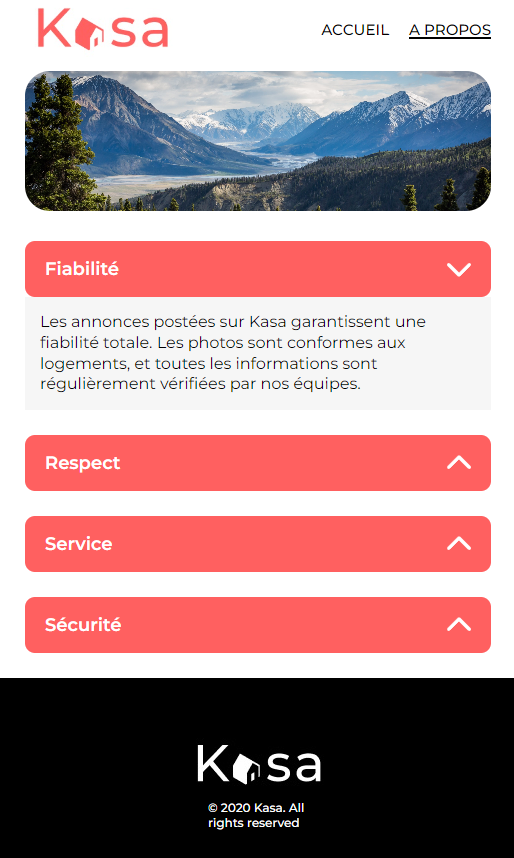 Kasa
ACCUEIL A PROPOS
Fiabilité
Les annonces postées sur Kasa garantissent une
fiabilité totale. Les photos sont conformes aux
logements, et toutes les informations sont
régulièrement vérifiées par nos équipes.
Respect
Service
Sécurité
Kasa
© 2020 Kasa. All
rights reserved